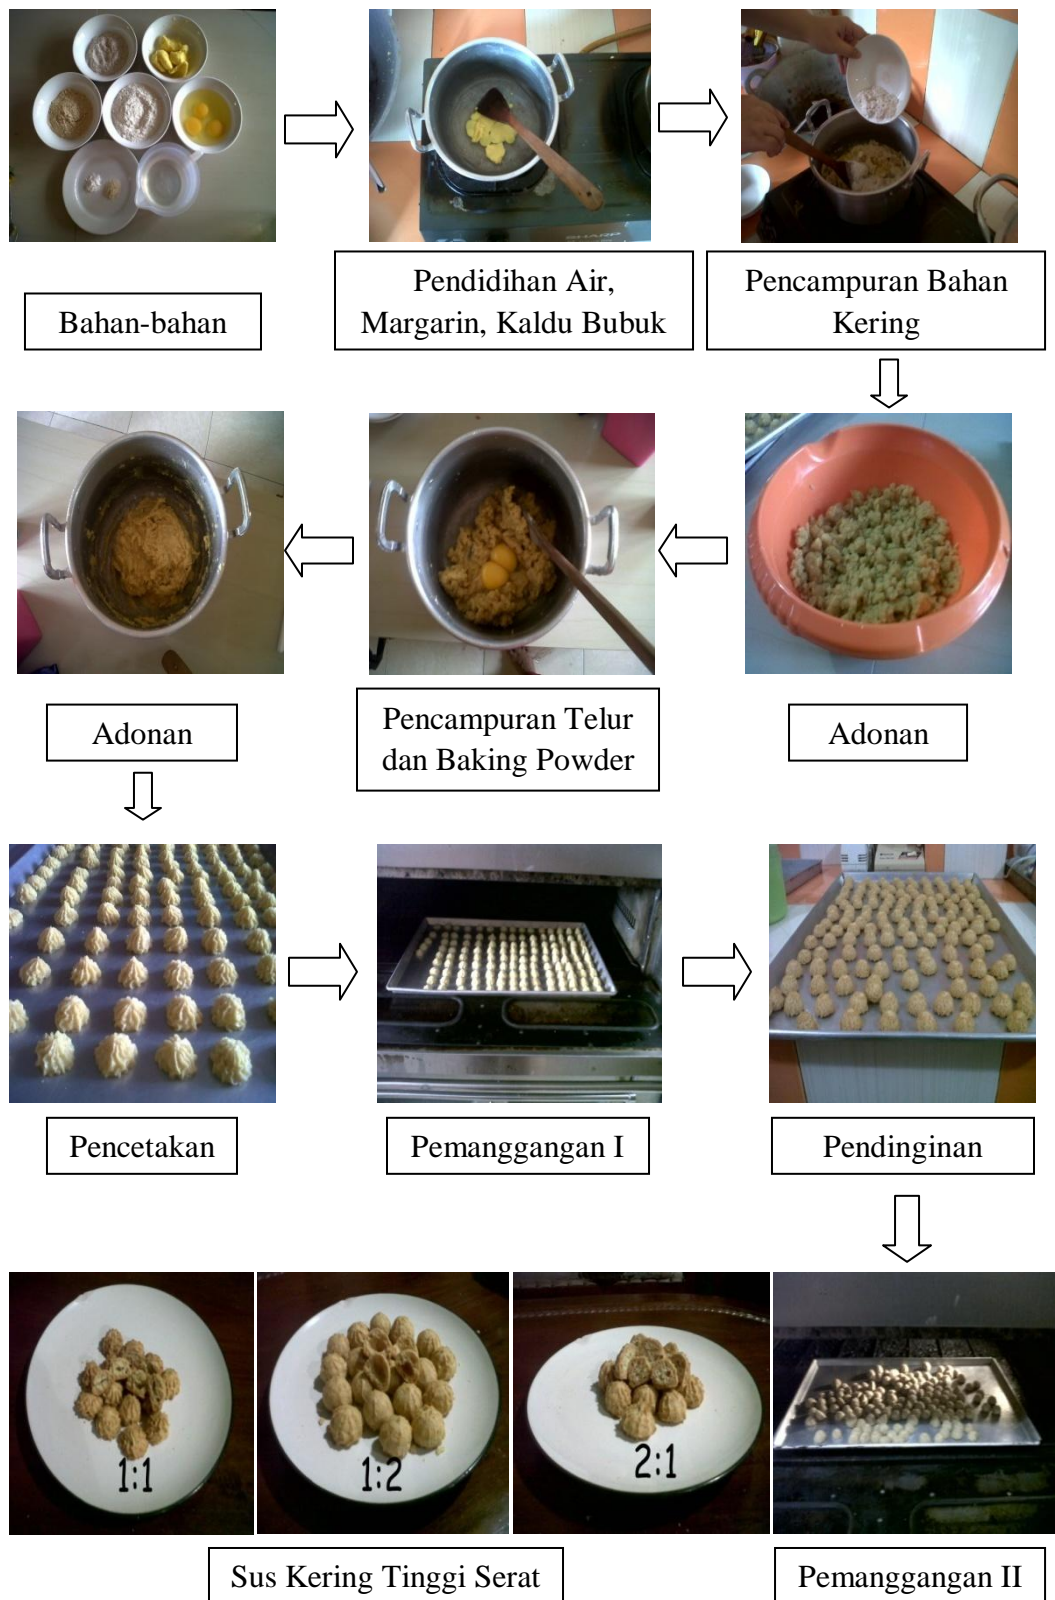 Bahan-bahan
Pendidihan Air,
Margarin, Kaldu Bubuk
Pencampuran Bahan
Kering
Adonan
Pencampuran Telur
dan Baking Powder
Adonan
Pencetakan
Pemanggangan I
Pendinginan
1:1
1:2
2:1
Sus Kering Tinggi Serat
Pemanggangan II